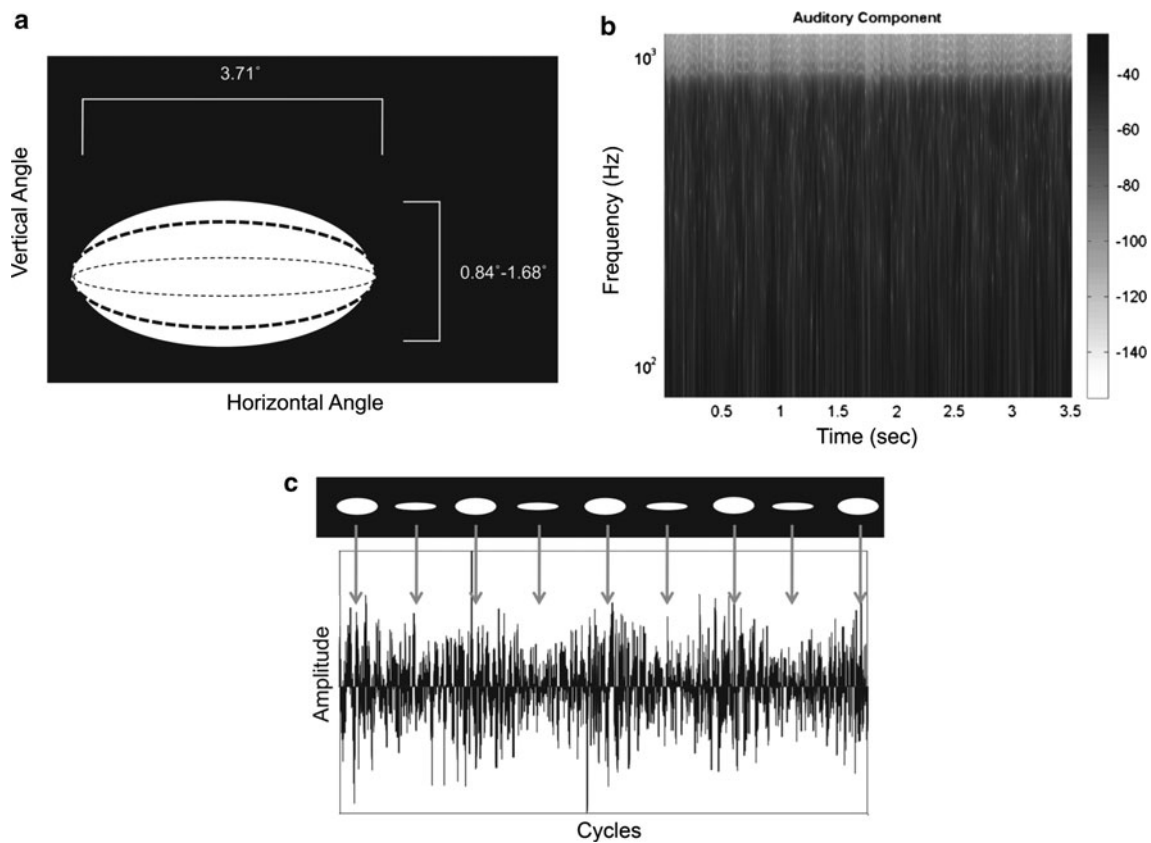 a
3.71°
Vertical Angle
0.84°-1.68°
Horizontal Angle
b
Auditory Component
Frequency (Hz)
10³
10²
0.5 1 1.5 2 2.5 3 3.5
Time (sec)
-40
-60
-80
-100
-120
-140
c
Amplitude
Cycles